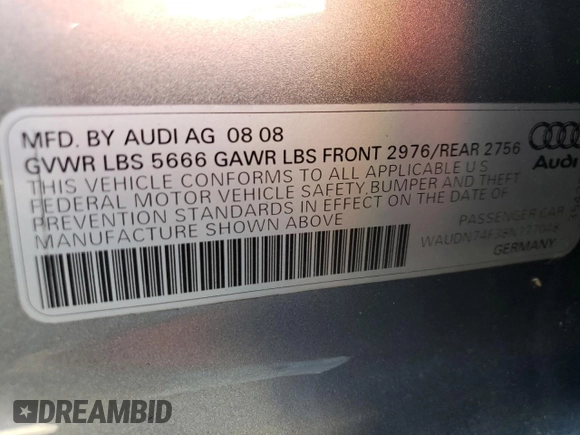 MFD. BY AUDI AG 08 08
GVWR LBS 5666 GAWR LBS FRONT 2976/REAR 2756
THIS VEHICLE CONFORMS TO ALL APPLICABLE U S
FEDERAL MOTOR VEHICLE SAFETY, BUMPER AND THEFT
PREVENTION STANDARDS IN EFFECT ON THE DATE OF
MANUFACTURE SHOWN ABOVE
Audi
PASSENGER CAR
GERMANY
DREAMBID